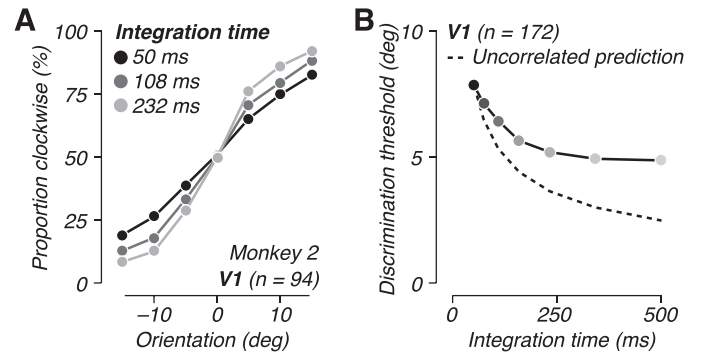 A
Integration time
50 ms
108 ms
232 ms
Proportion clockwise (%)
100
75
50
25
0
Monkey 2
V1 (n = 94)
–10
0
10
Orientation (deg)
B
V1 (n = 172)
Uncorrelated prediction
Discrimination threshold (deg)
10
5
0
0
250
500
Integration time (ms)